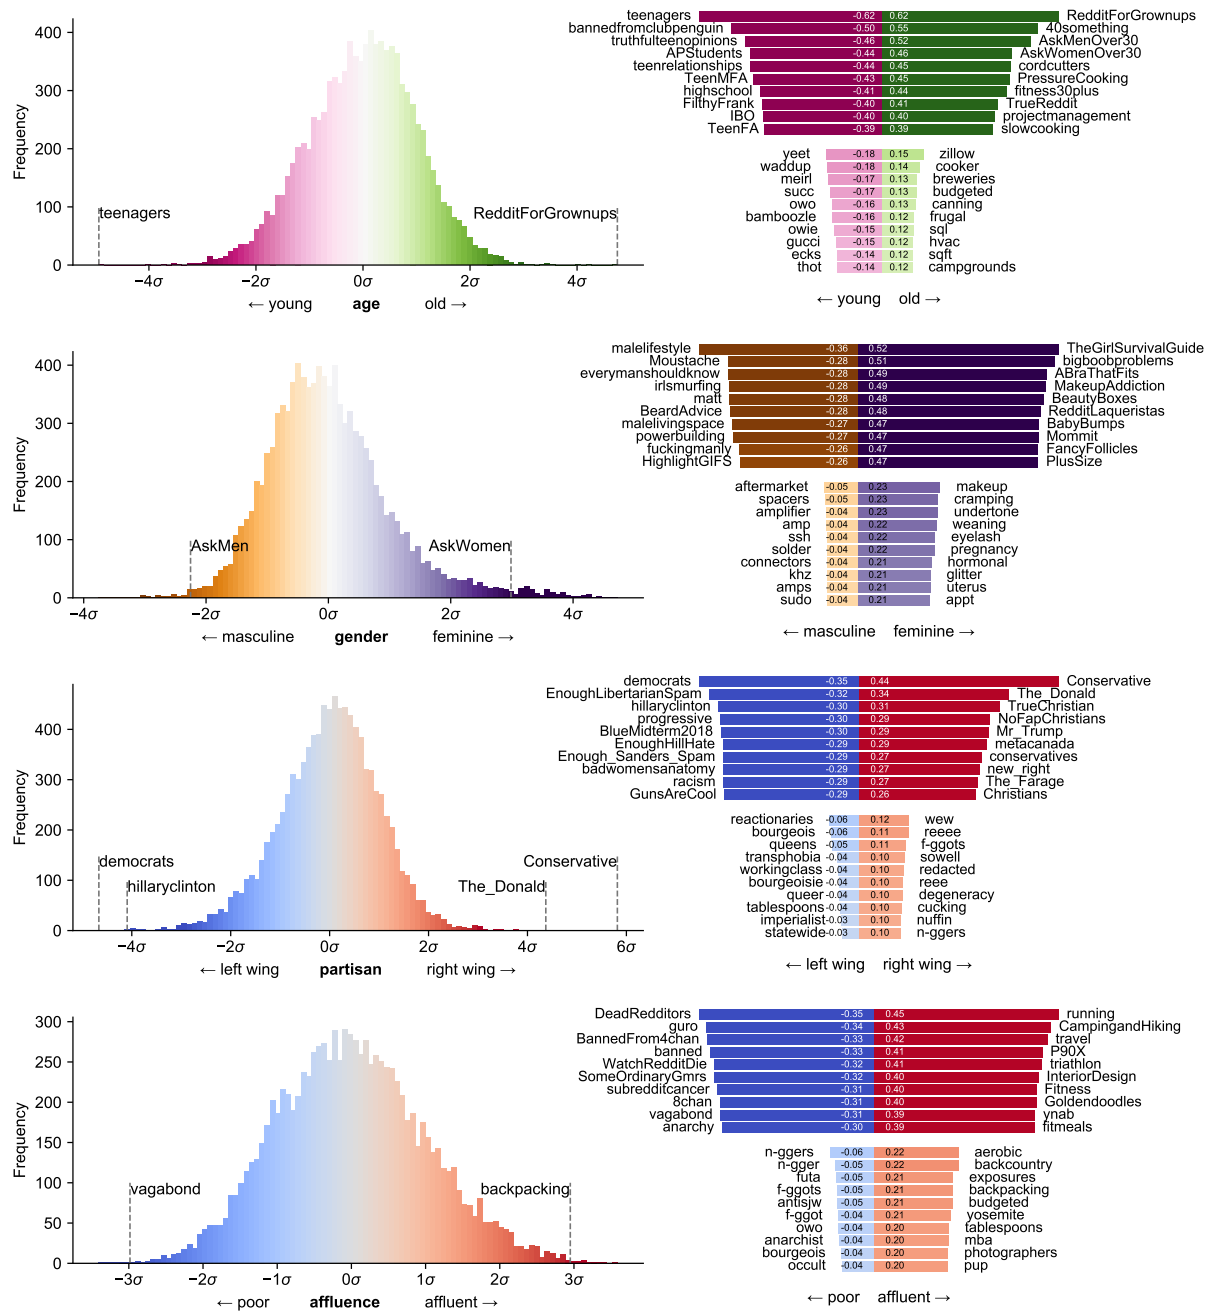 400
300
200
100
0
Frequency
teenagers
RedditForGrownups
−4σ −2σ 0σ 2σ 4σ
← young age old →
teenagers -0.62 0.62 RedditForGrownups
bannedfromclubpenguin -0.50 0.55 40something
truthfulteenopinions -0.46 0.52 AskMenOver30
APStudents -0.44 0.46 AskWomenOver30
teenrelationships -0.44 0.45 cordcutters
TeenMFA -0.43 0.45 PressureCooking
highschool -0.41 0.44 fitness30plus
FilthyFrank -0.40 0.41 TrueReddit
IBO -0.40 0.40 projectmanagement
TeenFA -0.39 0.39 slowcooking
yeet -0.18 0.15 zillow
waddup -0.18 0.14 cooker
meirl -0.17 0.13 breweries
succ -0.17 0.13 budgeted
owo -0.16 0.13 canning
bamboozle -0.16 0.12 frugal
owie -0.15 0.12 sql
gucci -0.15 0.12 hvac
ecks -0.14 0.12 sqft
thot -0.14 0.12 campgrounds
← young old →
400
300
200
100
0
Frequency
AskMen
AskWomen
−4σ −2σ 0σ 2σ 4σ
← masculine gender feminine →
malelifestyle -0.36 0.52 TheGirlSurvivalGuide
Moustache -0.28 0.51 bigboobproblems
everymanshouldknow -0.28 0.49 ABraThatFits
irlsmurfing -0.28 0.49 MakeupAddiction
matt -0.28 0.48 BeautyBoxes
BeardAdvice -0.28 0.48 RedditLaqueristas
malelivingspace -0.27 0.47 BabyBumps
powerbuilding -0.27 0.47 Mommit
fuckingmanly -0.26 0.47 FancyFollicles
HighlightGIFS -0.26 0.47 PlusSize
aftermarket -0.05 0.23 makeup
spacers -0.05 0.23 cramping
amplifier -0.04 0.23 undertone
amp -0.04 0.22 weaning
ssh -0.04 0.22 eyelash
solder -0.04 0.22 pregnancy
connectors -0.04 0.21 hormonal
khz -0.04 0.21 glitter
amps -0.04 0.21 uterus
sudo -0.04 0.21 appt
← masculine feminine →
400
300
200
100
0
Frequency
democrats
Conservative
hillaryclinton
The_Donald
−4σ −2σ 0σ 2σ 4σ 6σ
← left wing partisan right wing →
democrats -0.35 0.44 Conservative
EnoughLibertarianSpam -0.32 0.34 The_Donald
hillaryclinton -0.30 0.31 TrueChristian
progressive -0.30 0.29 NoFapChristians
BlueMidterm2018 -0.30 0.29 Mr_Trump
EnoughHillHate -0.29 0.29 metacanada
Enough_Sanders_Spam -0.29 0.27 conservatives
badwomensanatomy -0.29 0.27 new_right
racism -0.29 0.27 The_Farage
GunsAreCool -0.29 0.26 Christians
reactionaries -0.06 0.12 wew
bourgeois -0.06 0.11 reeee
queens -0.05 0.11 f-ggots
transphobia -0.04 0.10 sowell
workingclass -0.04 0.10 redacted
bourgeoisie -0.04 0.10 reee
queer -0.04 0.10 degeneracy
tablespoons -0.04 0.10 cucking
imperialist -0.03 0.10 nuffin
statewide -0.03 0.10 n-ggers
← left wing right wing →
300
250
200
150
100
50
0
Frequency
vagabond
backpacking
−3σ −2σ −1σ 0σ 1σ 2σ 3σ
← poor affluence affluent →
DeadRedditors -0.35 0.45 running
guro -0.34 0.43 CampingandHiking
BannedFrom4chan -0.33 0.42 travel
banned -0.33 0.41 P90X
WatchRedditDie -0.32 0.41 triathlon
SomeOrdinaryGmrs -0.32 0.40 InteriorDesign
subredditcancer -0.31 0.40 Fitness
8chan -0.31 0.40 Goldendoodles
vagabond -0.31 0.39 ynab
anarchy -0.30 0.39 fitmeals
n-ggers -0.06 0.22 aerobic
n-gger -0.05 0.22 backcountry
futa -0.05 0.21 exposures
f-ggots -0.05 0.21 backpacking
antisjw -0.05 0.21 budgeted
f-ggot -0.04 0.21 yosemite
owo -0.04 0.20 tablespoons
anarchist -0.04 0.20 mba
bourgeois -0.04 0.20 photographers
occult -0.04 0.20 pup
← poor affluent →